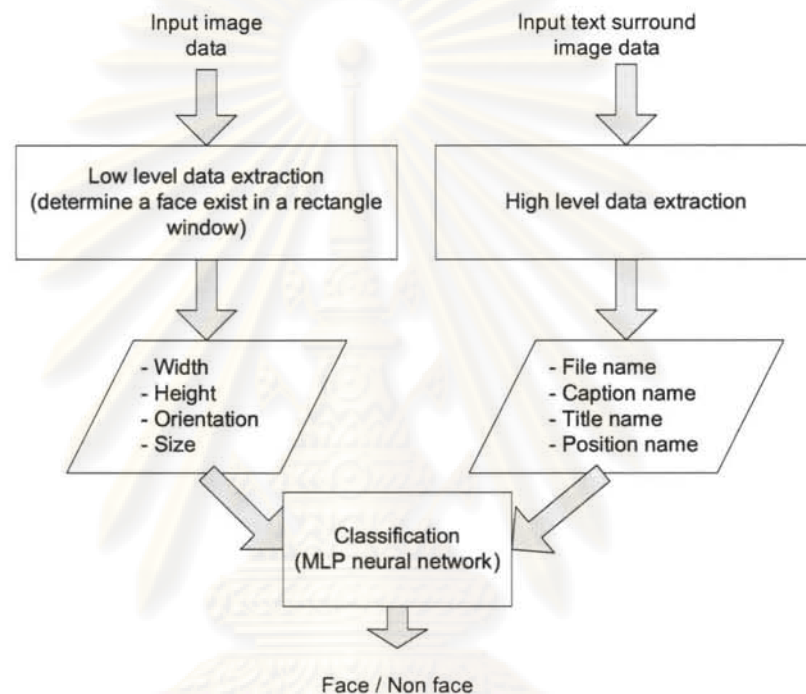 Input image
data
Input text surround
image data
Low level data extraction
(determine a face exist in a rectangle
window)
High level data extraction
- Width
- Height
- Orientation
- Size
- File name
- Caption name
- Title name
- Position name
Classification
(MLP neural network)
Face / Non face